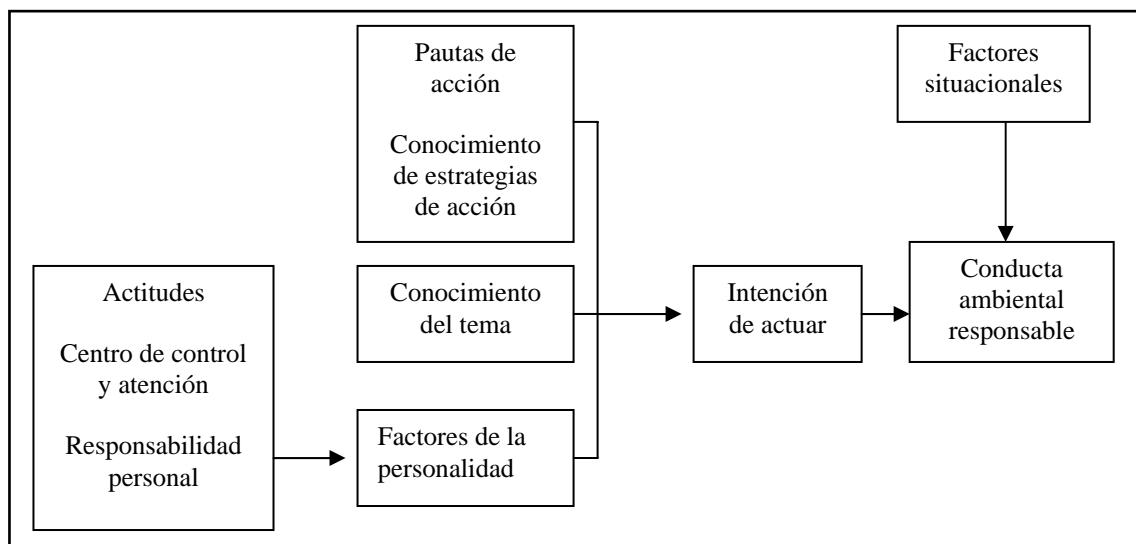 Pautas de
acción
Conocimiento
de estrategias
de acción
Factores
situacionales
Actitudes
Centro de control
y atención
Responsabilidad
personal
Conocimiento
del tema
Intención
de actuar
Conducta
ambiental
responsable
Factores de la
personalidad